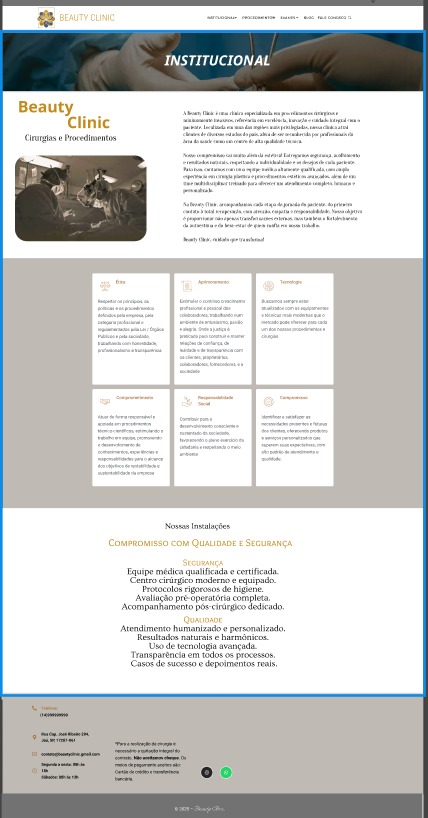 BEAUTY CLINIC
INSTITUCIONAL PROCEDIMENTOS EXAMES BLOG FALE CONOSCO
INSTITUCIONAL
Beauty
Clinic
Cirurgias e Procedimentos
A Beauty Clinic é uma clínica especializada em procedimentos cirúrgicos e
minimamente invasivos, referência em excelência, inovação e cuidado integral com o
paciente. Localizada em uma das regiões mais privilegiadas, nossa clínica atrai
clientes de diversos estados do país, além de ser reconhecida por profissionais da
área da saúde como um centro de alta qualidade técnica.
Nosso compromisso vai muito além da estética! Entregamos segurança, acolhimento
e resultados naturais, respeitando a individualidade e os desejos de cada paciente.
Para isso, contamos com uma equipe médica altamente qualificada, com ampla
experiência em cirurgia plástica e procedimentos estéticos avançados, além de um
time multidisciplinar treinado para oferecer um atendimento completo, humano e
personalizado.
Na Beauty Clinic, acompanhamos cada etapa da jornada do paciente, do primeiro
contato à total recuperação, com atenção, empatia e responsabilidade. Nosso objetivo
é proporcionar não apenas transformações externas, mas também o fortalecimento
da autoestima e do bem-estar de quem confia em nosso trabalho.
Beauty Clinic, cuidado que transforma!
Ética
Respeitar os princípios, as
políticas e os procedimentos
definidos pela empresa, pela
categoria profissional e
regulamentados pela Lei / Órgãos
Públicos e pela sociedade,
trabalhando com honestidade,
profissionalismo e transparência
Aprimoramento
Estimular o contínuo crescimento
profissional e pessoal dos
colaboradores, trabalhando num
ambiente de entusiasmo, paixão
e alegria. Onde a justiça é
praticada para construir e manter
relações de confiança, de
lealdade e de transparência com
os clientes, proprietários,
colaboradores, fornecedores, e a
sociedade
Tecnologia
Buscamos sempre estar
atualizados com os equipamentos
e técnicas mais modernas que o
mercado pode oferecer para cada
um dos nossos procedimentos e
cirurgias
Comprometimento
Atuar de forma responsável e
apoiada em procedimentos
técnico-científicos, estimulando o
trabalho em equipe, promovendo
o desenvolvimento de
conhecimentos, experiências e
responsabilidades para o alcance
dos objetivos de rentabilidade e
sustentabilidade da empresa
Responsabilidade
Social
Contribuir para o
desenvolvimento consciente e
sustentado da sociedade,
favorecendo o pleno exercício da
cidadania e respeitando o meio
ambiente
Compromisso
Identificar e satisfazer as
necessidades presentes e futuras
dos clientes, oferecendo produtos
e serviços personalizados que
superem suas expectativas, com
alto padrão de atendimento e
qualidade.
Nossas Instalações
Compromisso com Qualidade e Segurança
Segurança
Equipe médica qualificada e certificada.
Centro cirúrgico moderno e equipado.
Protocolos rigorosos de higiene.
Avaliação pré-operatória completa.
Acompanhamento pós-cirúrgico dedicado.
Qualidade
Atendimento humanizado e personalizado.
Resultados naturais e harmônicos.
Uso de tecnologia avançada.
Transparência em todos os processos.
Casos de sucesso e depoimentos reais.
Telefone:
(14)999999999
Rua Cap. José Ribeiro 294,
Jau, SP, 17207-061
contato@beautyclinic.gmail.com
Segunda a sexta: 08h às
18h
Sábados: 08h às 13h
*Para a realização da cirurgia é
necessário a quitação integral do
contrato. Não aceitamos cheque. Os
meios de pagamento aceitos são:
Cartão de crédito e transferência
bancária.
© 2025 – Beauty Clinic.